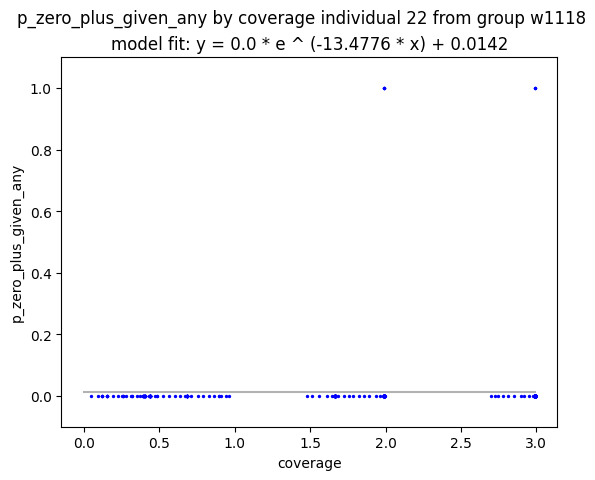 p_zero_plus_given_any by coverage individual 22 from group w1118
model fit: y = 0.0 * e ^ (-13.4776 * x) + 0.0142
1.0
0.8
0.6
0.4
0.2
0.0
p_zero_plus_given_any
0.0 0.5 1.0 1.5 2.0 2.5 3.0
coverage